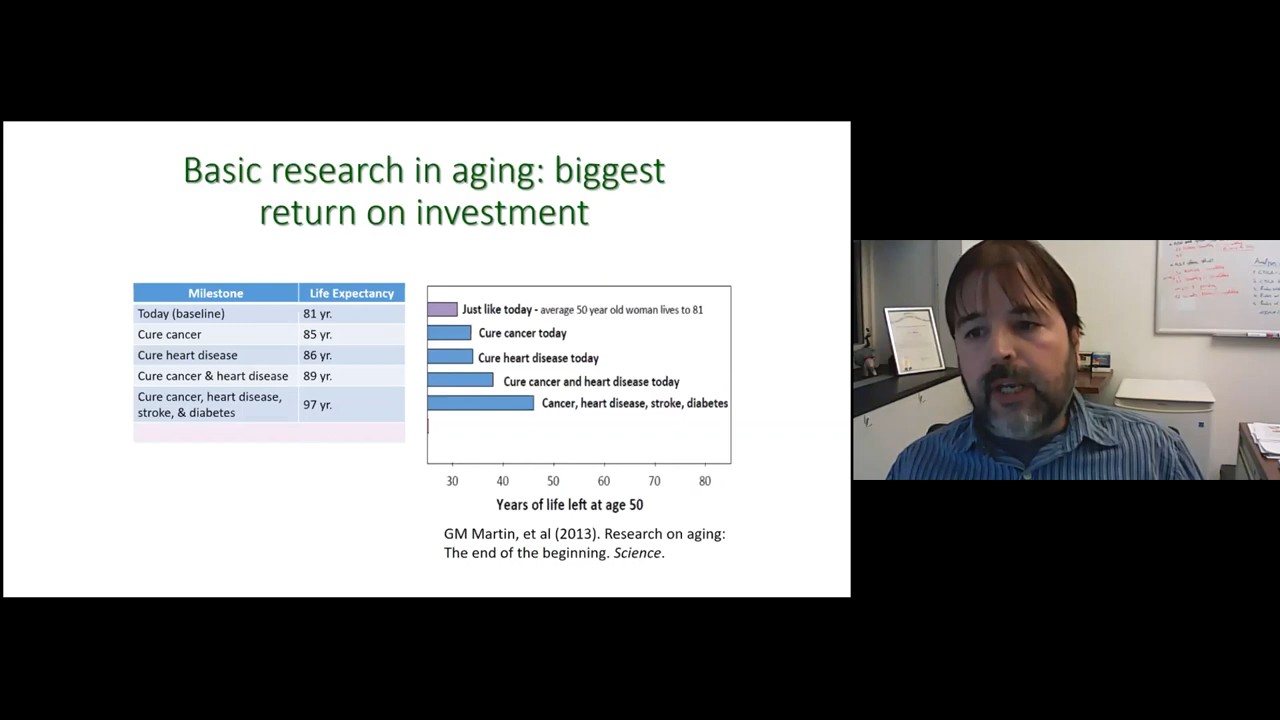 Basic research in aging: biggest
return on investment
Milestone Life Expectancy
Today (baseline) 81 yr.
Cure cancer 85 yr.
Cure heart disease 86 yr.
Cure cancer & heart disease 89 yr.
Cure cancer, heart disease,
stroke, & diabetes 97 yr.
Just like today - average 50 year old woman lives to 81
Cure cancer today
Cure heart disease today
Cure cancer and heart disease today
Cancer, heart disease, stroke, diabetes
30 40 50 60 70 80
Years of life left at age 50
GM Martin, et al (2013). Research on aging:
The end of the beginning. Science.